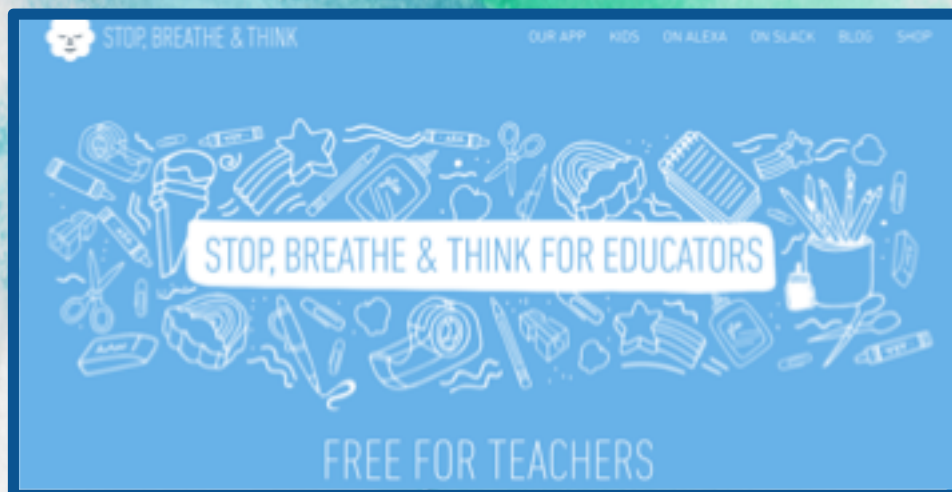 STOP, BREATHE & THINK
OUR APP KIDS ON ALEXA ON SLACK BLOG SHOP
STOP, BREATHE & THINK FOR EDUCATORS
FREE FOR TEACHERS